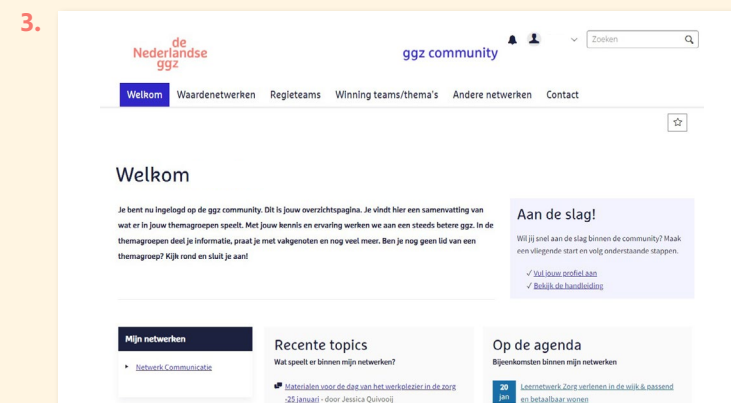 3.
de
Nederlandse
ggz
ggz community
Zoeken
Welkom Waardenetwerken Regieteams Winning teams/thema's Andere netwerken Contact
Welkom
Je bent nu ingelogd op de ggz community. Dit is jouw overzichtspagina. Je vindt hier een samenvatting van
wat er in jouw themagroepen speelt. Met jouw kennis en ervaring werken we aan een steeds betere ggz. In de
themagroepen deel je informatie, praat je met vakgenoten en nog veel meer. Ben je nog geen lid van een
themagroep? Kijk rond en sluit je aan!
Aan de slag!
Wil jij snel aan de slag binnen de community? Maak
een vliegende start en volg onderstaande stappen.
✓ Vul jouw profiel aan
✓ Bekijk de handleiding
Mijn netwerken
Netwerk Communicatie
Recente topics
Wat speelt er binnen mijn netwerken?
Materialen voor de dag van het werkplezier in de zorg
-25 januari - door Jessica Quivooij
Op de agenda
Bijeenkomsten binnen mijn netwerken
20 jan
Leernetwerk Zorg verlenen in de wijk & passend
en betaalbaar wonen